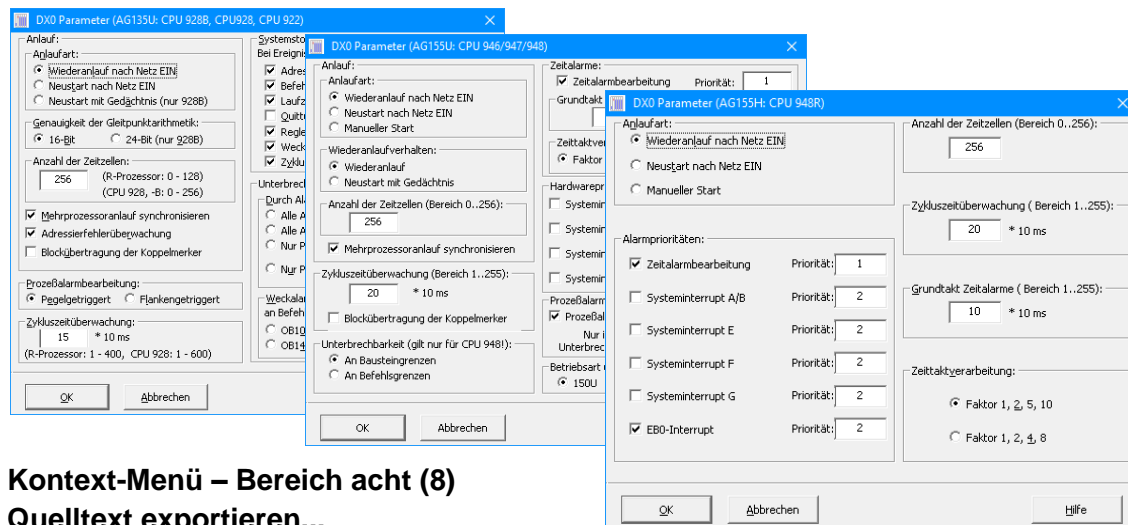 DX0 Parameter (AG135U: CPU 928B, CPU928, CPU 922)
Anlauf:
Anlaufart:
Wiederanlauf nach Netz EIN
Neustart nach Netz EIN
Neustart mit Gedächtnis (nur 928B)
Genauigkeit der Gleitpunktarithmetik:
16-Bit 24-Bit (nur 928B)
Anzahl der Zeitzellen:
256 (R-Prozessor: 0 - 128)
(CPU 928, -B: 0 - 256)
Mehrprozessoranlauf synchronisieren
Adressierfehlerüberwachung
Blockübertragung der Koppelmerker
Prozeßalarmbearbeitung:
Pegelgetriggert Flankengetriggert
Zykluszeitüberwachung:
15 * 10 ms
(R-Prozessor: 1 - 400, CPU 928: 1 - 600)
Bei
Durch
Alle
Alle
Nur
an
OK Abbrechen
DX0 Parameter (AG155U: CPU 946/947/948)
Anlauf:
Anlaufart:
Wiederanlauf nach Netz EIN
Neustart nach Netz EIN
Manueller Start
Wiederanlaufverhalten:
Wiederanlauf
Neustart mit Gedächtnis
Anzahl der Zeitzellen (Bereich 0..256):
256
Mehrprozessoranlauf synchronisieren
Zykluszeitüberwachung (Bereich 1..255):
20 * 10 ms
Blockübertragung der Koppelmerker
Unterbrechbarkeit (gilt nur für CPU 948!):
An Bausteingrenzen
An Befehlsgrenzen
Zeitalarme:
Zeitalarmbearbeitung Priorität: 1
Grundtakt
Faktor
Nur
Betriebsart
150U
OK Abbrechen
DX0 Parameter (AG155H: CPU 948R)
Anlaufart:
Wiederanlauf nach Netz EIN
Neustart nach Netz EIN
Manueller Start
Alarmprioritäten:
Zeitalarmbearbeitung Priorität: 1
Systeminterrupt A/B Priorität: 2
Systeminterrupt E Priorität: 2
Systeminterrupt F Priorität: 2
Systeminterrupt G Priorität: 2
EB0-Interrupt Priorität: 2
Anzahl der Zeitzellen (Bereich 0..256):
256
Zykluszeitüberwachung ( Bereich 1..255):
20 * 10 ms
Grundtakt Zeitalarme ( Bereich 1..255):
10 * 10 ms
Zeittaktverarbeitung:
Faktor 1, 2, 5, 10
Faktor 1, 2, 4, 8
OK Abbrechen Hilfe
Kontext-Menü – Bereich acht (8)
Quelltext exportieren...